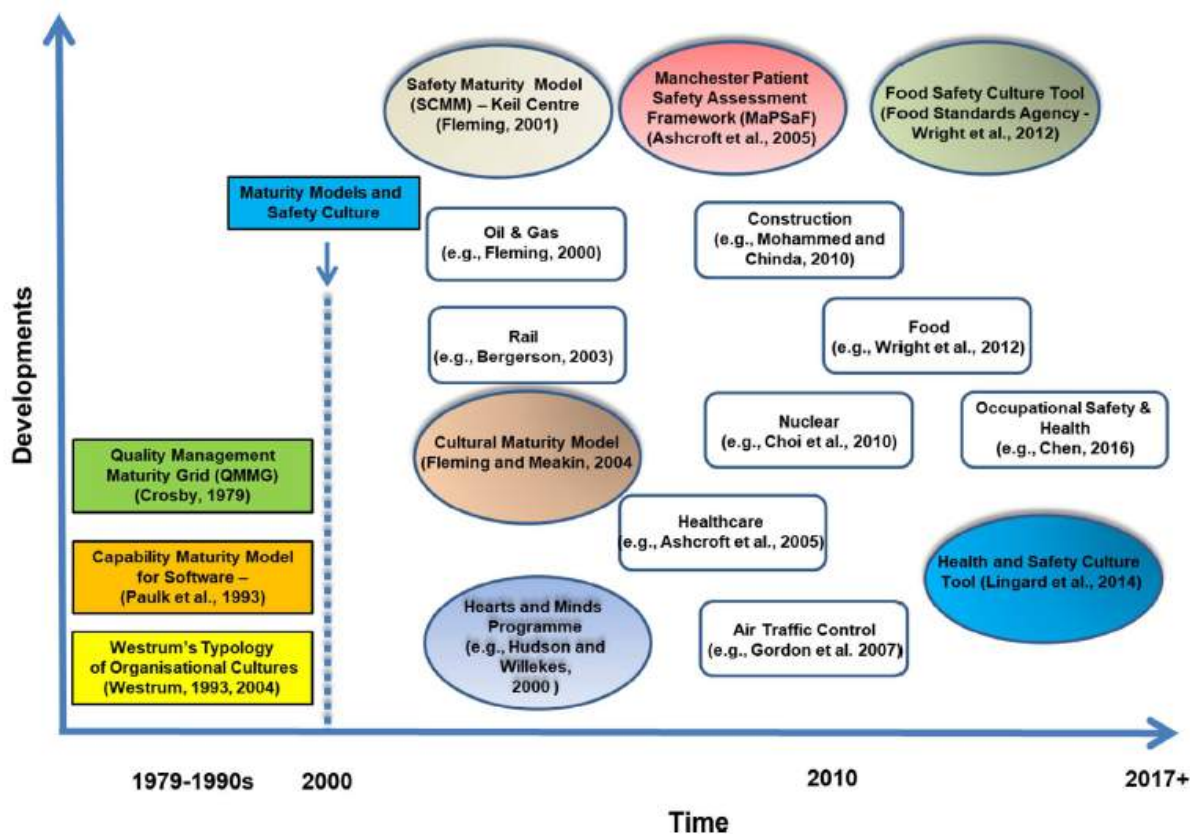 Safety Maturity Model
(SCMM) – Keil Centre
(Fleming, 2001)
Manchester Patient
Safety Assessment
Framework (MaPSaF)
(Ashcroft et al., 2005)
Food Safety Culture Tool
(Food Standards Agency -
Wright et al., 2012)
Maturity Models and
Safety Culture
Oil & Gas
(e.g., Fleming, 2000)
Construction
(e.g., Mohammed and
Chinda, 2010)
Rail
(e.g., Bergerson, 2003)
Food
(e.g., Wright et al., 2012)
Developments
Quality Management
Maturity Grid (QMMG)
(Crosby, 1979)
Cultural Maturity Model
(Fleming and Meakin, 2004
Nuclear
(e.g., Choi et al., 2010)
Occupational Safety &
Health
(e.g., Chen, 2016)
Capability Maturity Model
for Software –
(Paulk et al., 1993)
Healthcare
(e.g., Ashcroft et al., 2005)
Health and Safety Culture
Tool (Lingard et al., 2014)
Westrum's Typology
of Organisational Cultures
(Westrum, 1993, 2004)
Hearts and Minds
Programme
(e.g., Hudson and
Willekes,
2000 )
Air Traffic Control
(e.g., Gordon et al. 2007)
1979-1990s
2000
2010
2017+
Time